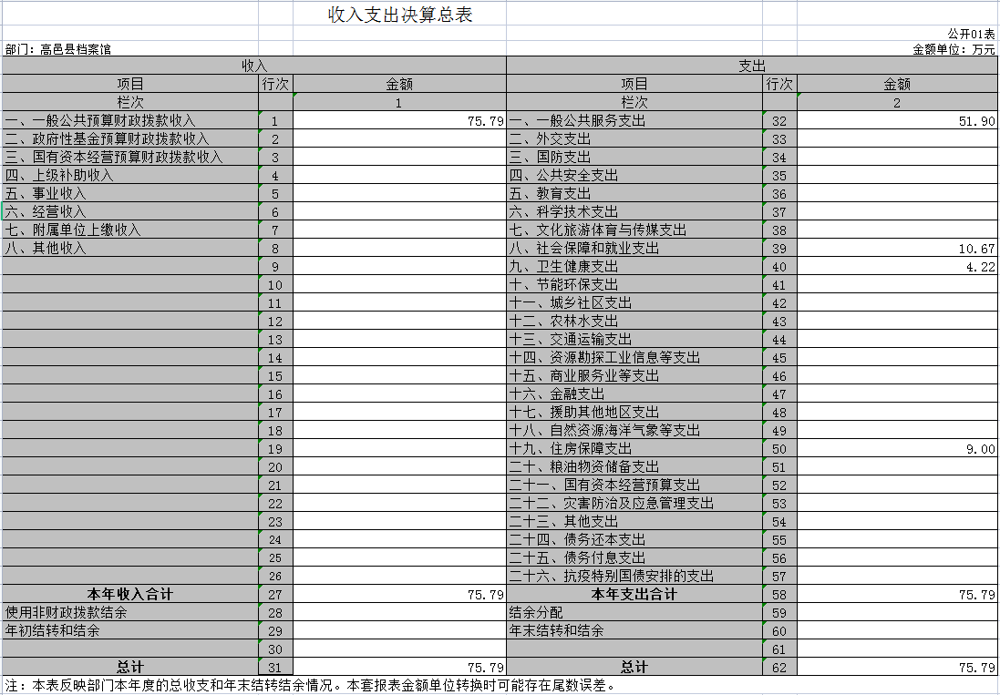 收入支出决算总表
公开01表
部门：高邑县档案馆 金额单位：万元
收入 支出
项目 行次 金额 项目 行次 金额
栏次 1 栏次 2
一、一般公共预算财政拨款收入 1 75.79 一、一般公共服务支出 32 51.90
二、政府性基金预算财政拨款收入 2 二、外交支出 33
三、国有资本经营预算财政拨款收入 3 三、国防支出 34
四、上级补助收入 4 四、公共安全支出 35
五、事业收入 5 五、教育支出 36
六、经营收入 6 六、科学技术支出 37
七、附属单位上缴收入 7 七、文化旅游体育与传媒支出 38
八、其他收入 8 八、社会保障和就业支出 39 10.67
9 九、卫生健康支出 40 4.22
10 十、节能环保支出 41
11 十一、城乡社区支出 42
12 十二、农林水支出 43
13 十三、交通运输支出 44
14 十四、资源勘探工业信息等支出 45
15 十五、商业服务业等支出 46
16 十六、金融支出 47
17 十七、援助其他地区支出 48
18 十八、自然资源海洋气象等支出 49
19 十九、住房保障支出 50 9.00
20 二十、粮油物资储备支出 51
21 二十一、国有资本经营预算支出 52
22 二十二、灾害防治及应急管理支出 53
23 二十三、其他支出 54
24 二十四、债务还本支出 55
25 二十五、债务付息支出 56
26 二十六、抗疫特别国债安排的支出 57
本年收入合计 27 75.79 本年支出合计 58 75.79
使用非财政拨款结余 28 结余分配 59
年初结转和结余 29 年末结转和结余 60
30 61
总计 31 75.79 总计 62 75.79
注：本表反映部门本年度的总收支和年末结转结余情况。本套报表金额单位转换时可能存在尾数误差。